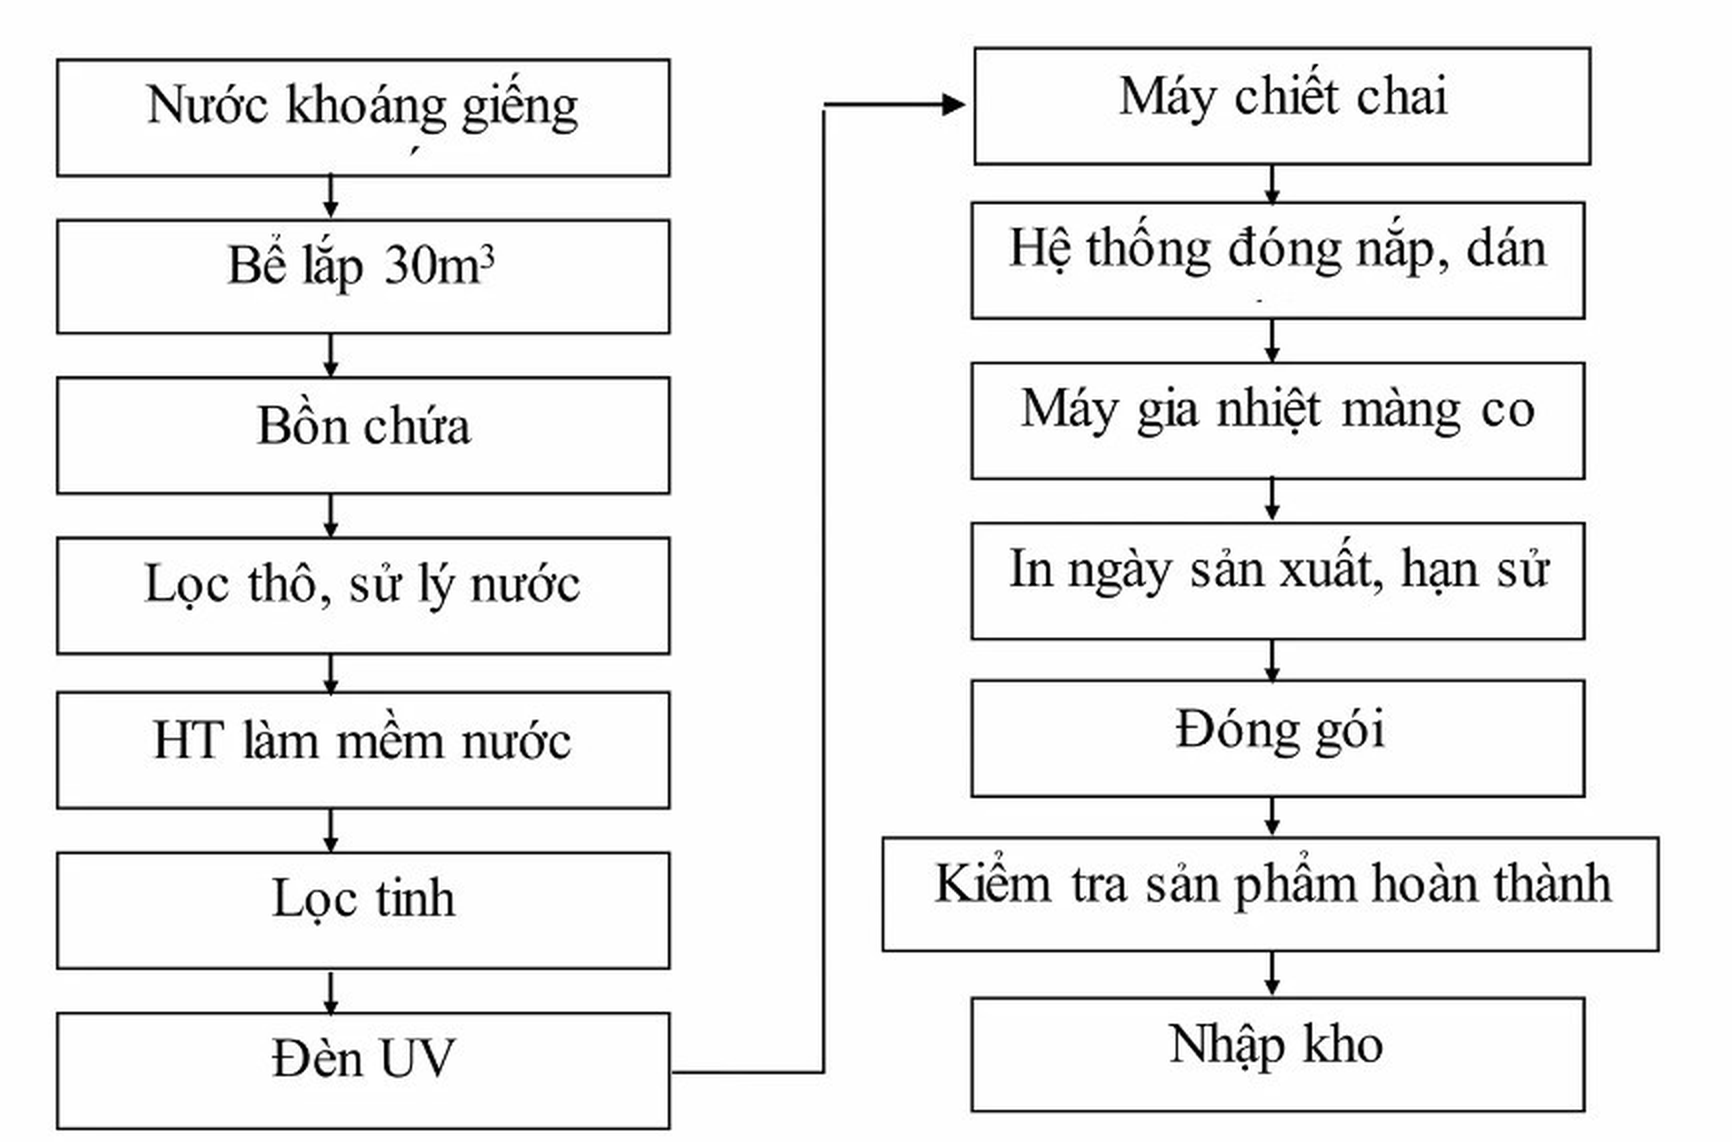 Nước khoáng giếng
Bể lắp 30m³
Bồn chứa
Lọc thô, sử lý nước
HT làm mềm nước
Lọc tinh
Đèn UV
Máy chiết chai
Hệ thống đóng nắp, dán
Máy gia nhiệt màng co
In ngày sản xuất, hạn sử
Đóng gói
Kiểm tra sản phẩm hoàn thành
Nhập kho